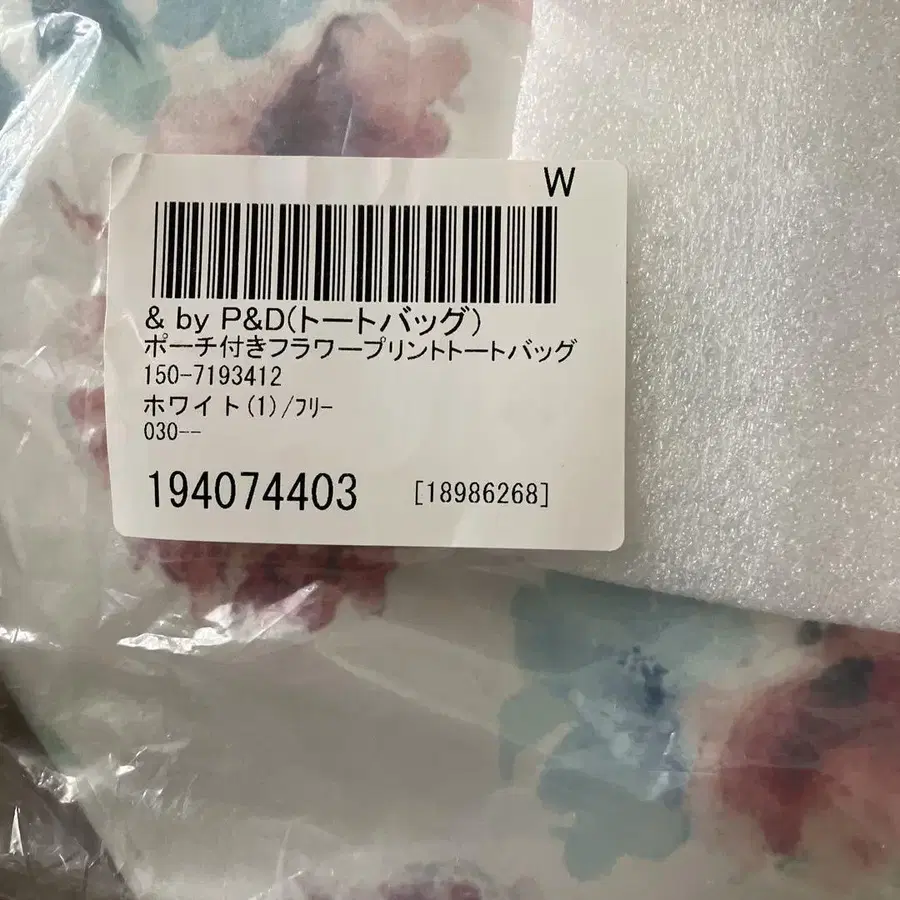 W
& by P&D(トートバッグ)
ポーチ付きフラワープリントトートバッグ
150-7193412
ホワイト(1)/フリー
030--
194074403 [18986268]